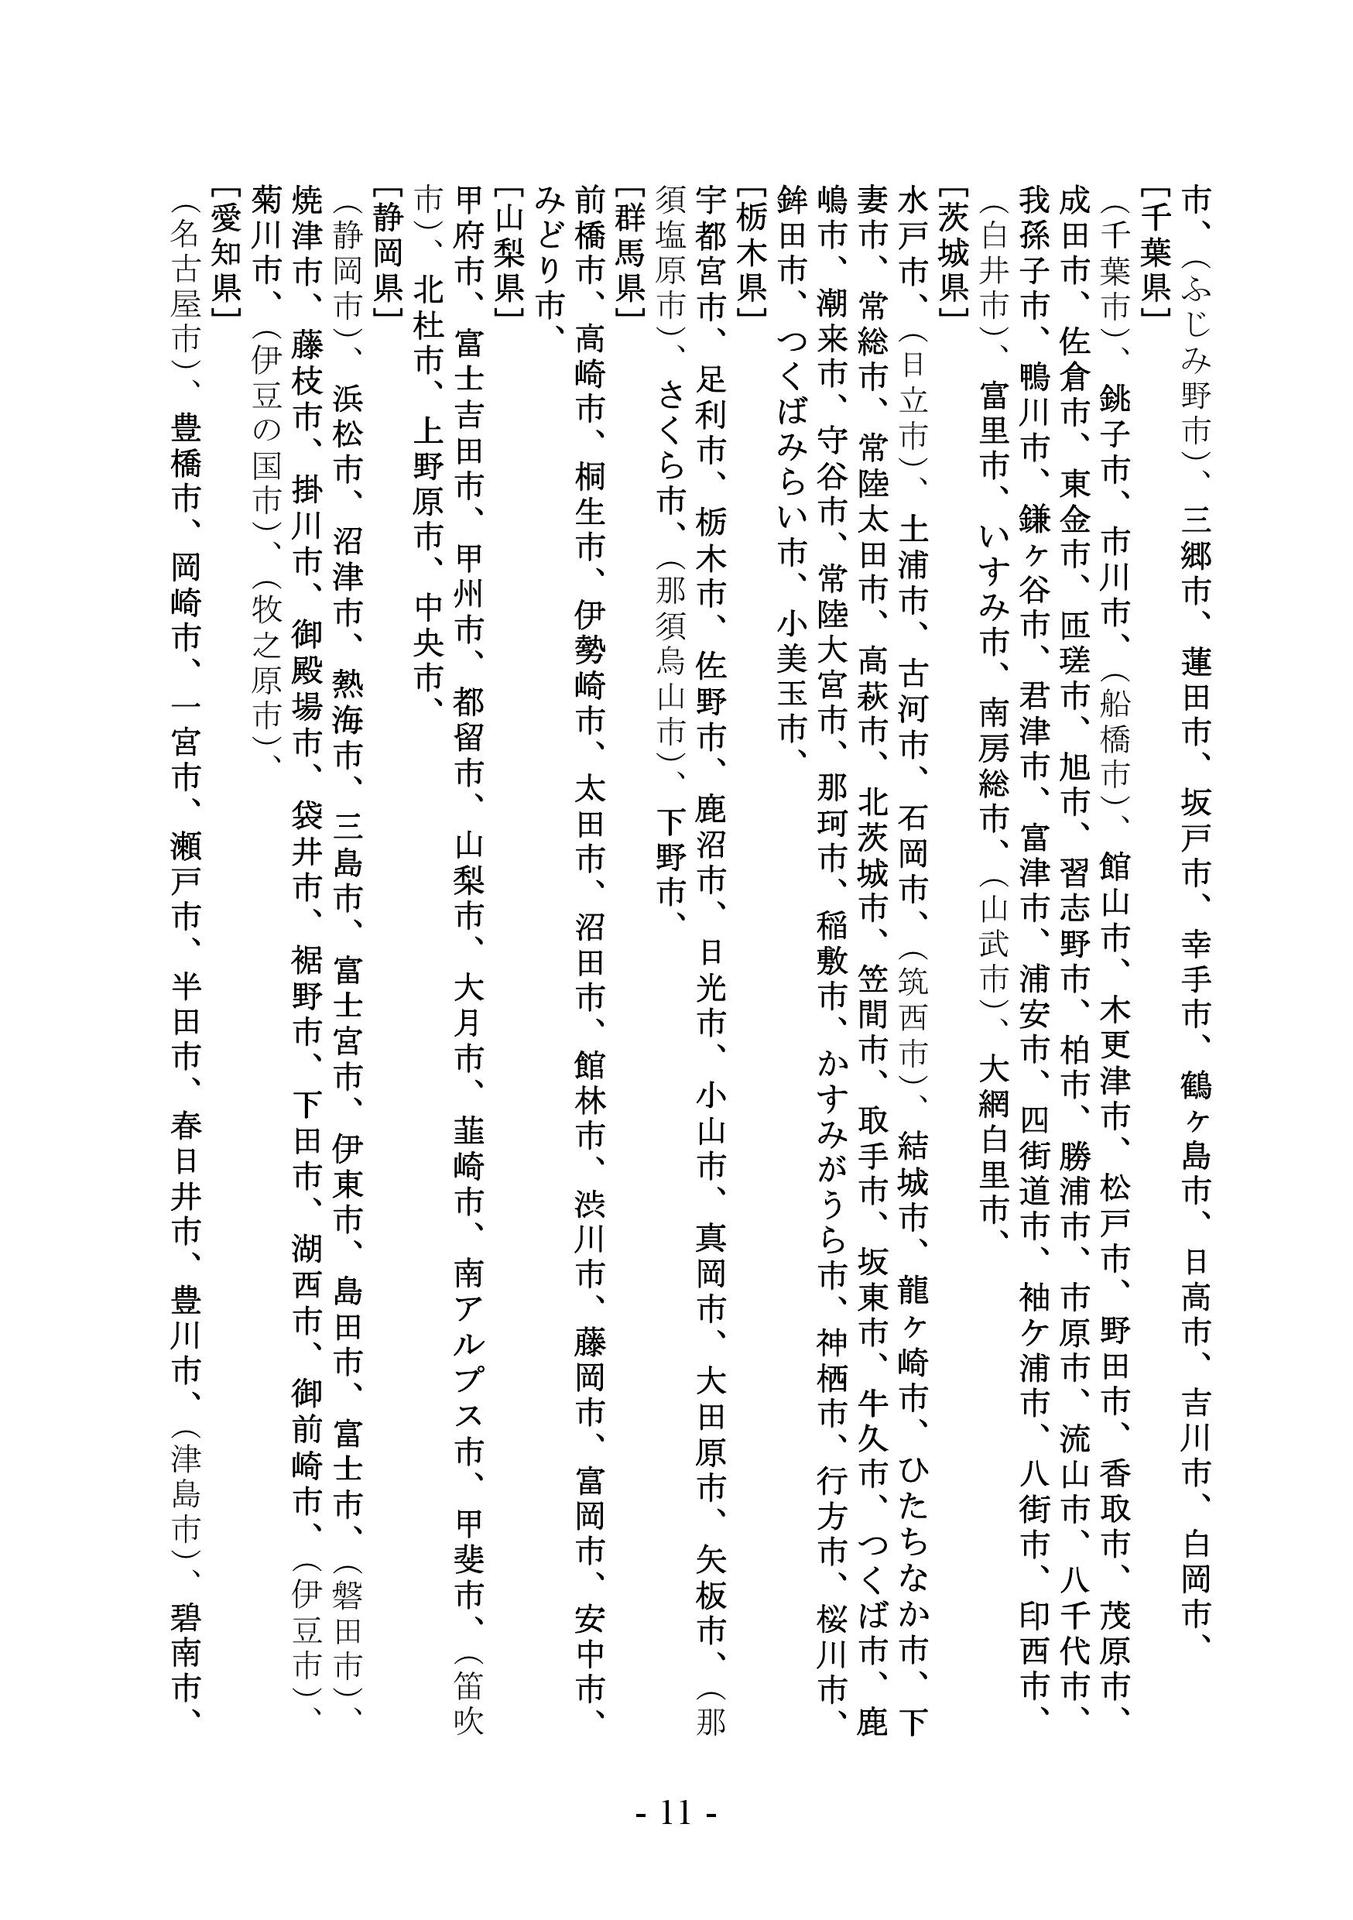 市、（ふじみ野市）、三郷市、蓮田市、坂戸市、幸手市、鶴ヶ島市、日高市、吉川市、白岡市、
[千葉県]
（千葉市）、銚子市、市川市、（船橋市）、館山市、木更津市、松戸市、野田市、香取市、茂原市、
成田市、佐倉市、東金市、匝瑳市、旭市、習志野市、柏市、勝浦市、市原市、流山市、八千代市、
我孫子市、鴨川市、鎌ヶ谷市、君津市、富津市、浦安市、四街道市、袖ケ浦市、八街市、印西市、
（白井市）、富里市、いすみ市、南房総市、（山武市）、大網白里市、
[茨城県]
水戸市、（日立市）、土浦市、古河市、石岡市、（筑西市）、結城市、龍ヶ崎市、ひたちなか市、下
妻市、常総市、常陸太田市、高萩市、北茨城市、笠間市、取手市、坂東市、牛久市、つくば市、鹿
嶋市、潮来市、守谷市、常陸大宮市、那珂市、稲敷市、かすみがうら市、神栖市、行方市、桜川市、
鉾田市、つくばみらい市、小美玉市、
[栃木県]
宇都宮市、足利市、栃木市、佐野市、鹿沼市、日光市、小山市、真岡市、大田原市、矢板市、（那
須塩原市）、さくら市、（那須烏山市）、下野市、
[群馬県]
前橋市、高崎市、桐生市、伊勢崎市、太田市、沼田市、館林市、渋川市、藤岡市、富岡市、安中市、
みどり市、
[山梨県]
甲府市、富士吉田市、甲州市、都留市、山梨市、大月市、韮崎市、南アルプス市、甲斐市、（笛吹
市）、北杜市、上野原市、中央市、
[静岡県]
（静岡市）、浜松市、沼津市、熱海市、三島市、富士宮市、伊東市、島田市、富士市、（磐田市）、
焼津市、藤枝市、掛川市、御殿場市、袋井市、裾野市、下田市、湖西市、御前崎市、（伊豆市）、
菊川市、（伊豆の国市）、（牧之原市）、
[愛知県]
（名古屋市）、豊橋市、岡崎市、一宮市、瀬戸市、半田市、春日井市、豊川市、（津島市）、碧南市、
- 11 -